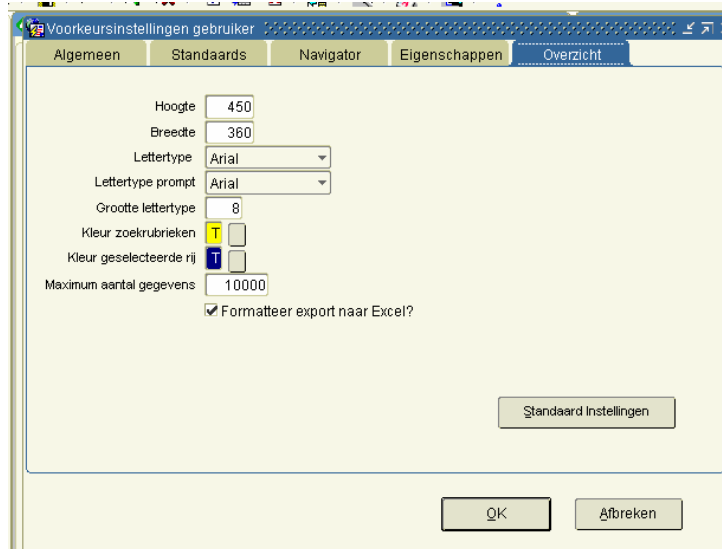 Voorkeursinstellingen gebruiker
Algemeen Standaards Navigator Eigenschappen Overzicht
Hoogte 450
Breedte 360
Lettertype Arial
Lettertype prompt Arial
Grootte lettertype 8
Kleur zoekrubrieken T
Kleur geselecteerde rij T
Maximum aantal gegevens 10000
Formatteer export naar Excel?
Standaard Instellingen
OK Afbreken